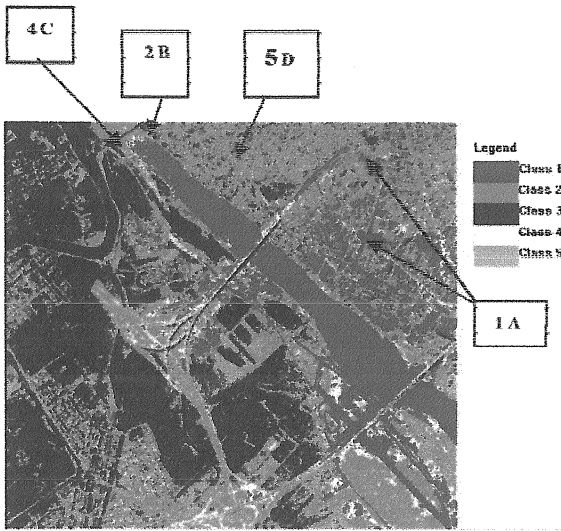 4C
2B
5D
Legend
Class 1
Class 2
Class 3
Class 4
Class 5
1A